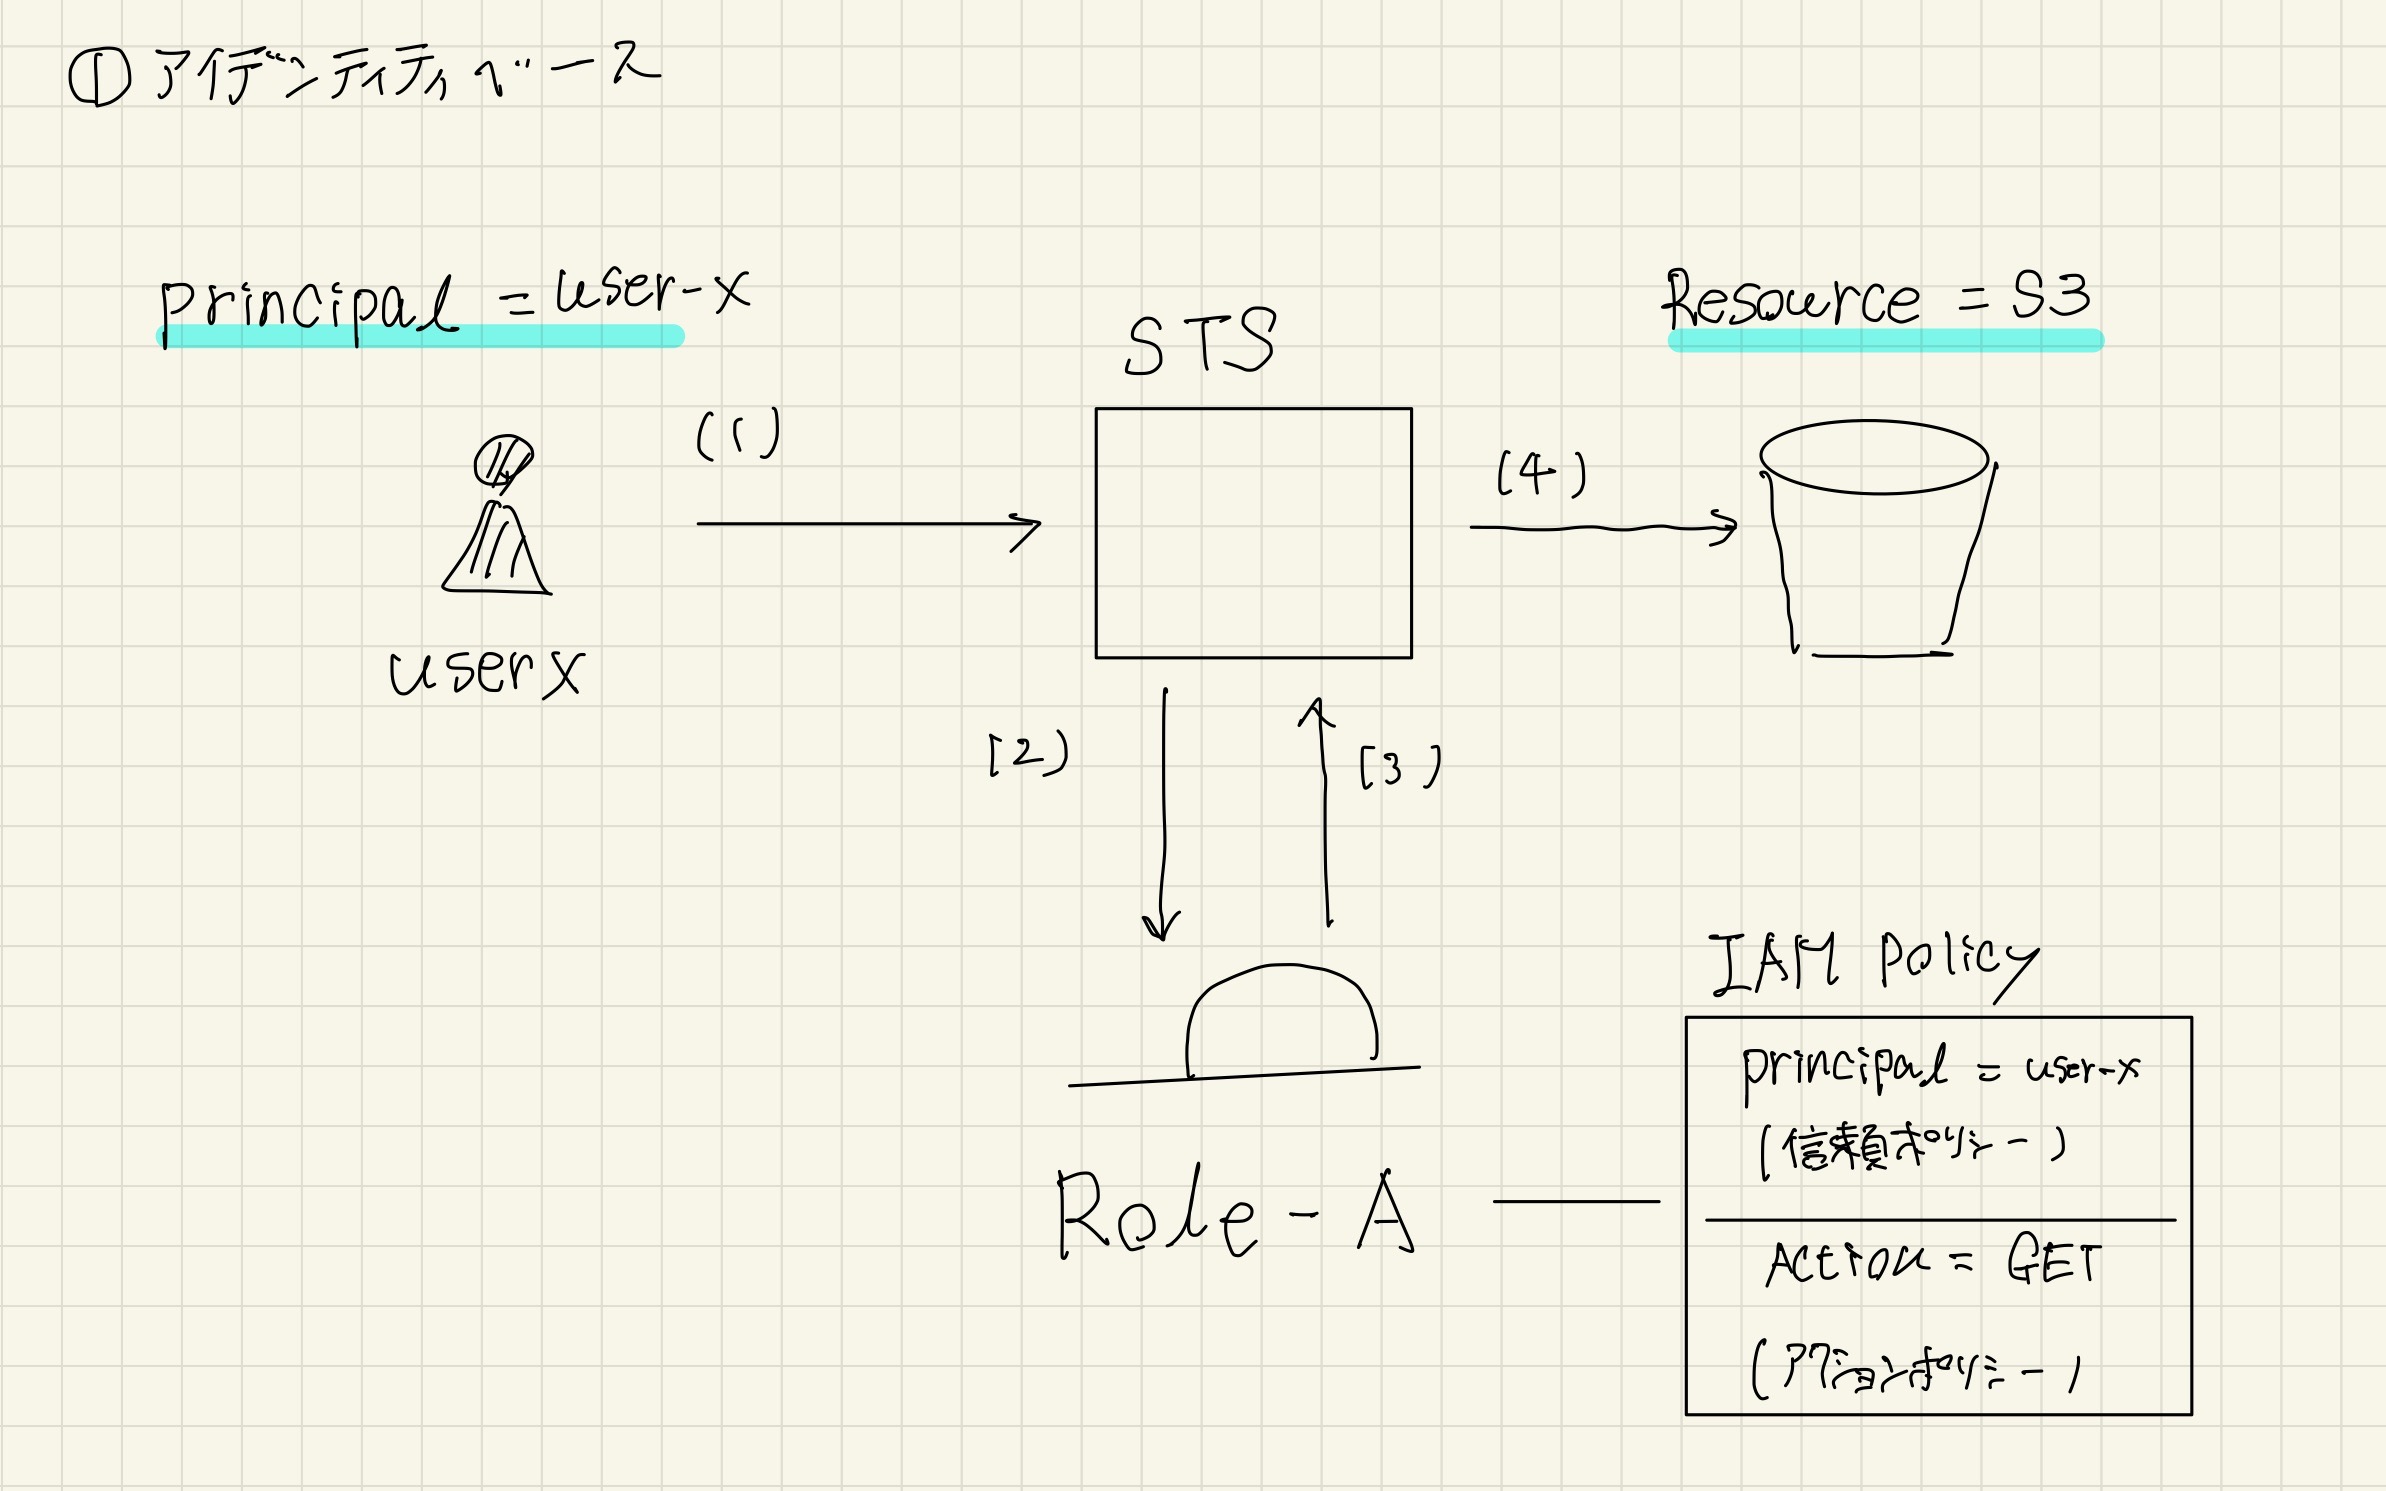 ① アイデンティティベース
principal = user-x
Resource = S3
STS
(1)
(4)
userx
(2)
(3)
IAM policy
principal = user-x
(信頼ポリシー)
Role-A
Action = GET
(アクションポリシー)